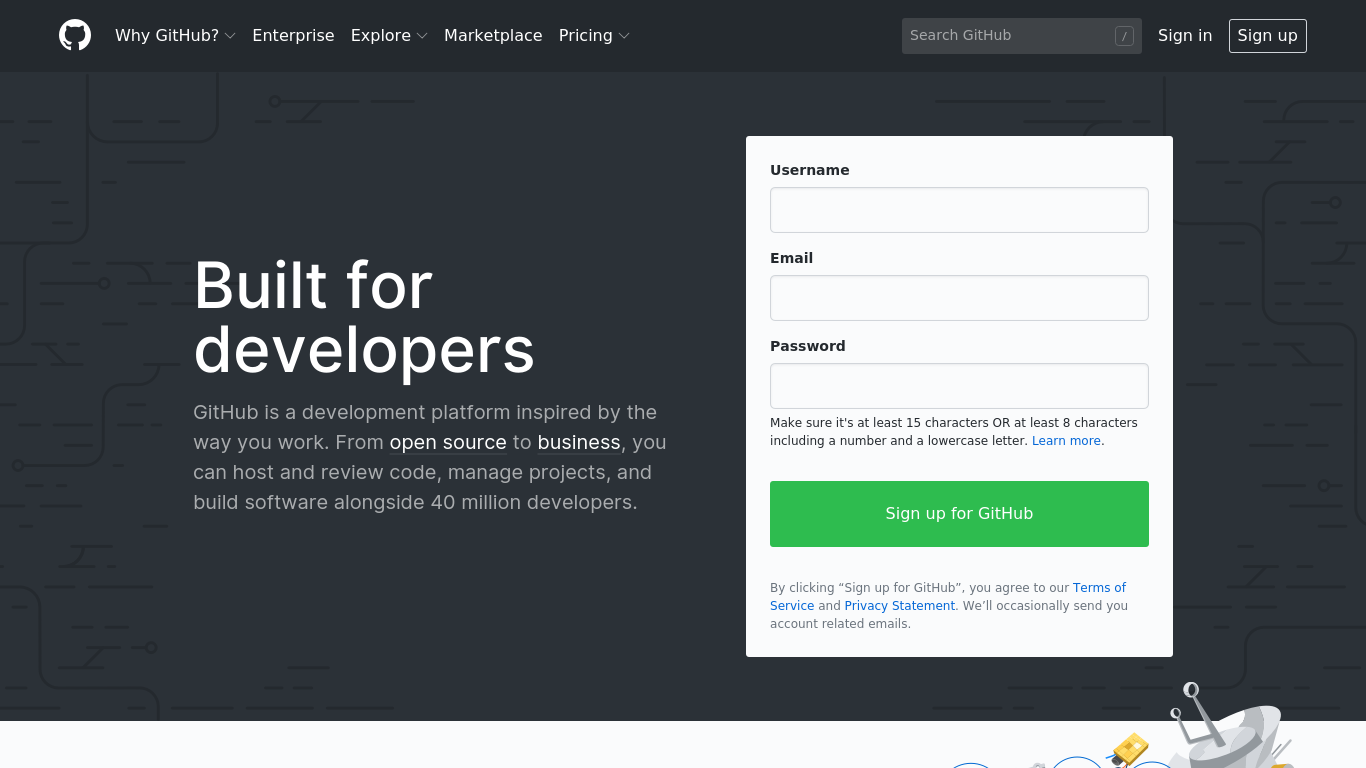 Why GitHub? Enterprise Explore Marketplace Pricing Search GitHub / Sign in Sign up
Built for
developers
GitHub is a development platform inspired by the
way you work. From open source to business, you
can host and review code, manage projects, and
build software alongside 40 million developers.
Username
Email
Password
Make sure it's at least 15 characters OR at least 8 characters
including a number and a lowercase letter. Learn more.
Sign up for GitHub
By clicking “Sign up for GitHub”, you agree to our Terms of
Service and Privacy Statement. We’ll occasionally send you
account related emails.